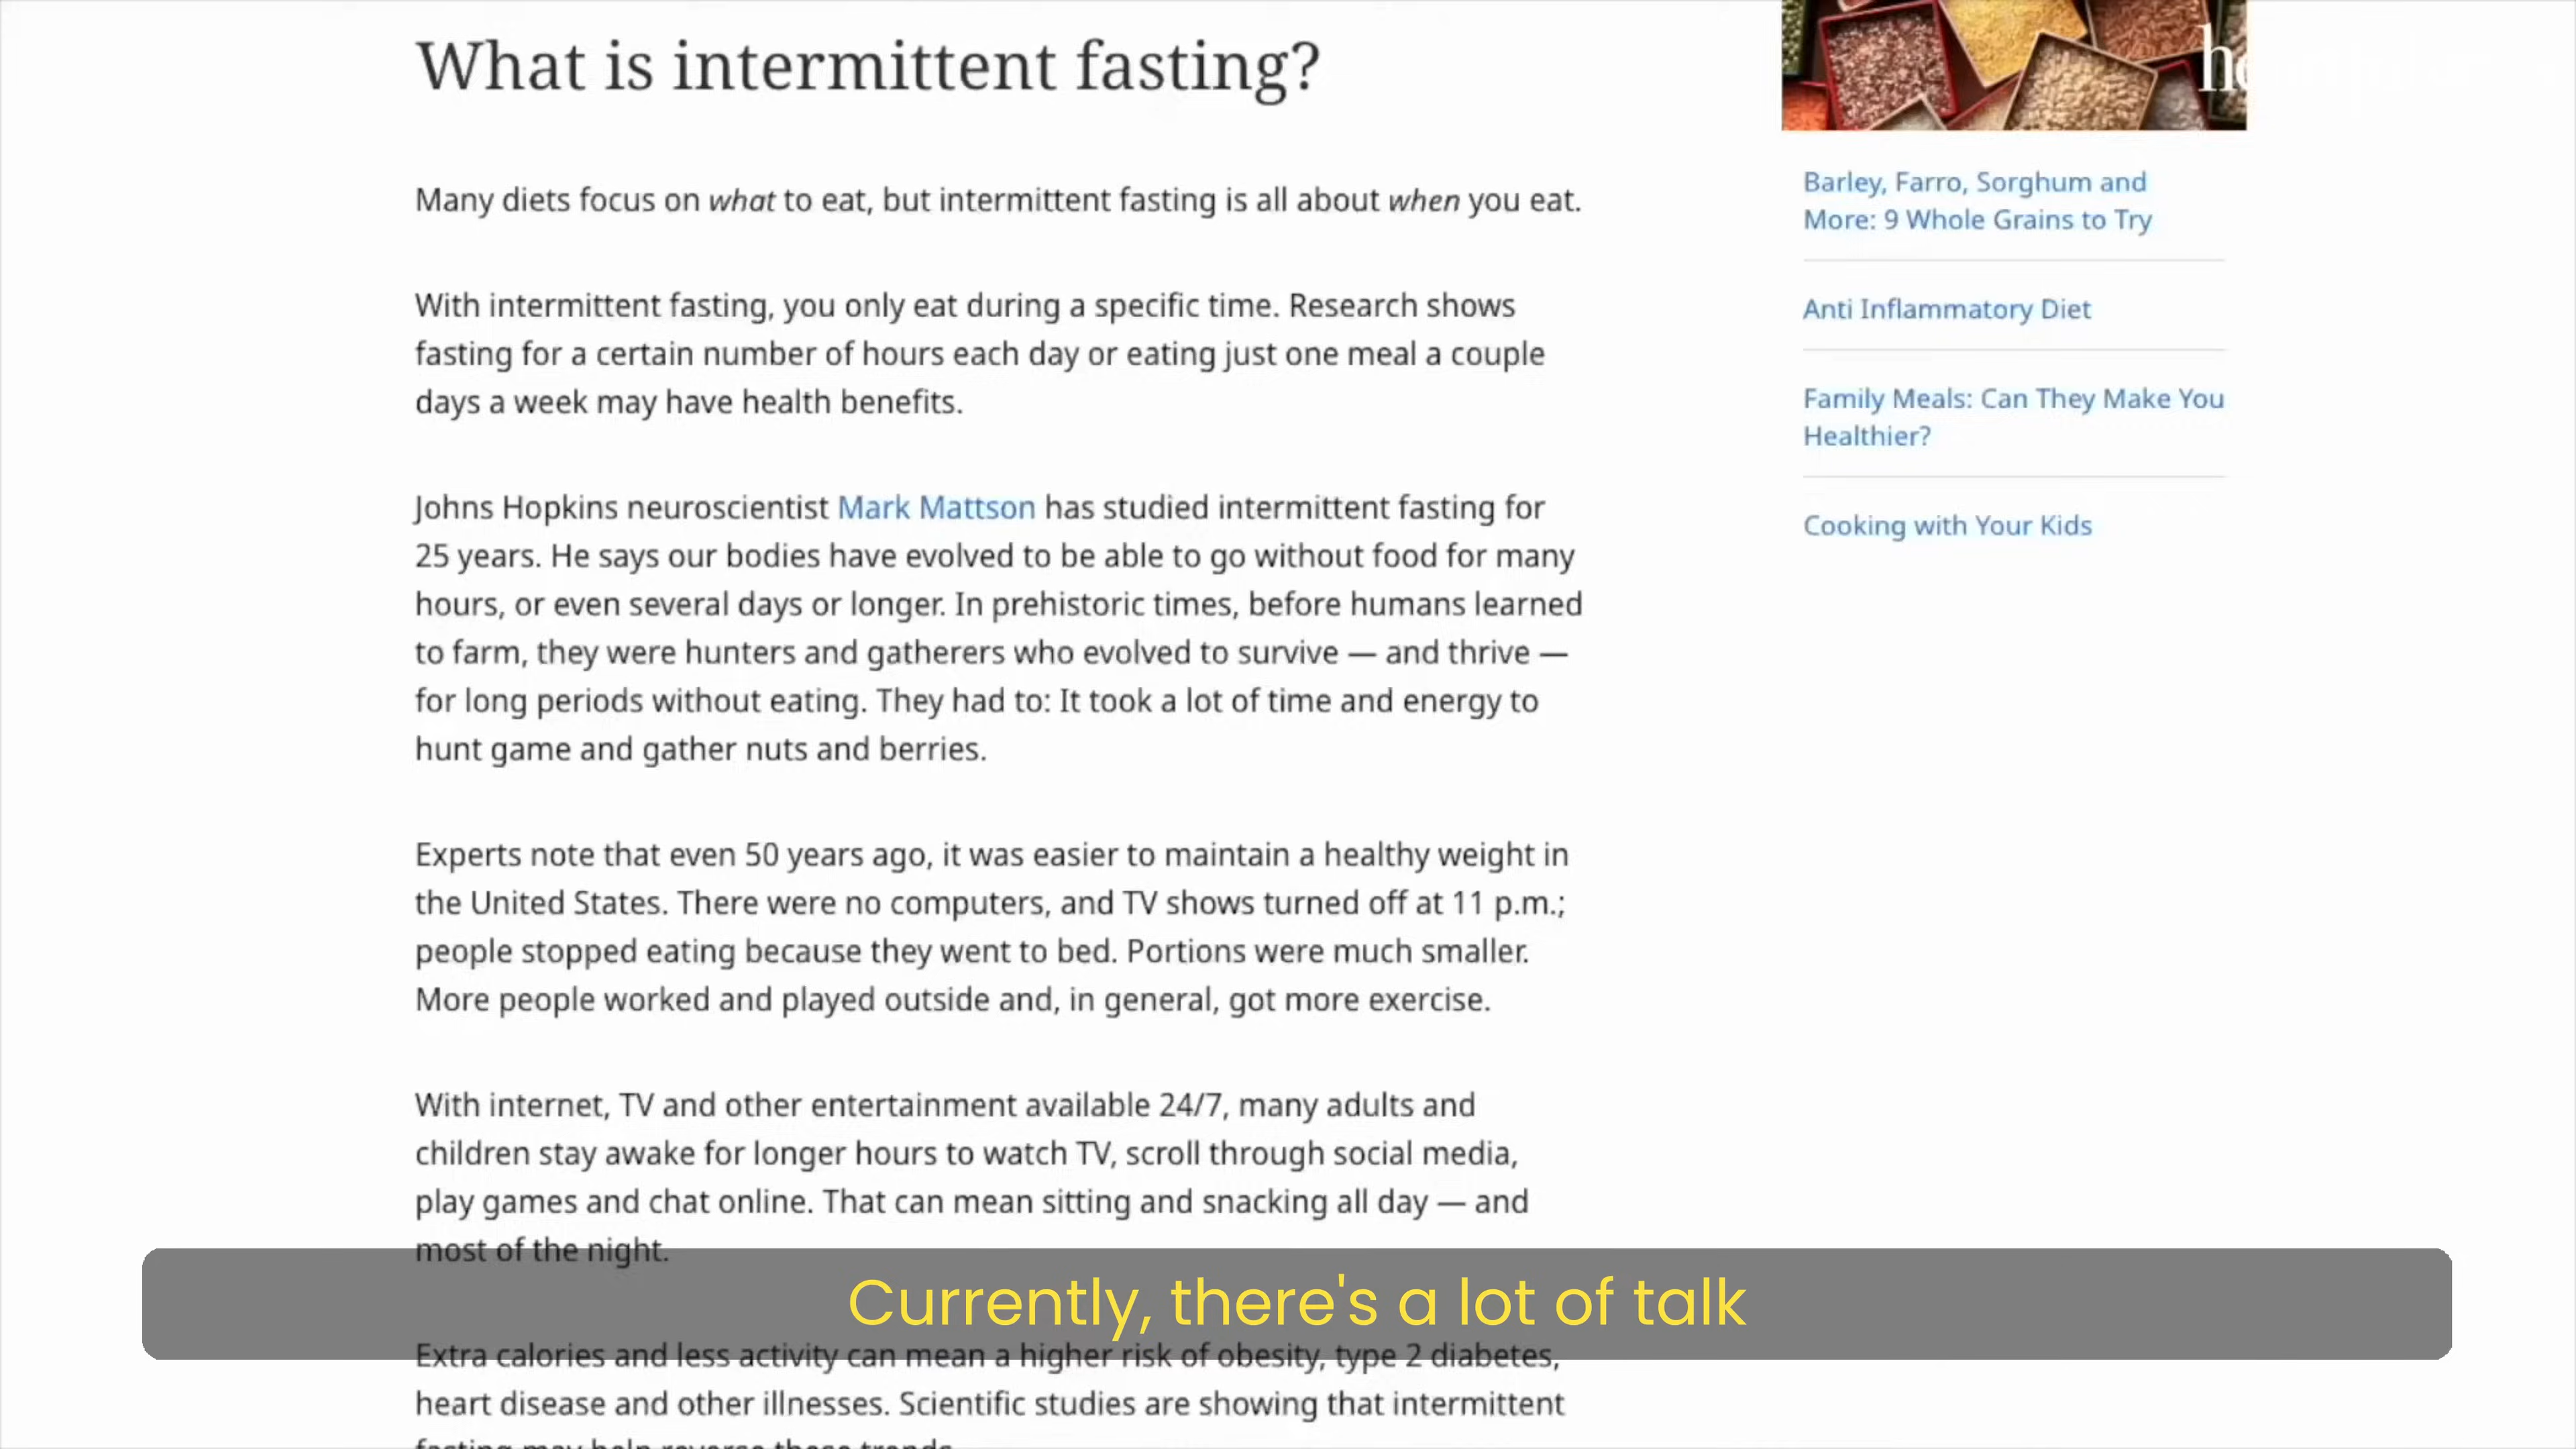 What is intermittent fasting?
Many diets focus on what to eat, but intermittent fasting is all about when you eat.
With intermittent fasting, you only eat during a specific time. Research shows
fasting for a certain number of hours each day or eating just one meal a couple
days a week may have health benefits.
Johns Hopkins neuroscientist Mark Mattson has studied intermittent fasting for
25 years. He says our bodies have evolved to be able to go without food for many
hours, or even several days or longer. In prehistoric times, before humans learned
to farm, they were hunters and gatherers who evolved to survive — and thrive —
for long periods without eating. They had to: It took a lot of time and energy to
hunt game and gather nuts and berries.
Experts note that even 50 years ago, it was easier to maintain a healthy weight in
the United States. There were no computers, and TV shows turned off at 11 p.m.;
people stopped eating because they went to bed. Portions were much smaller.
More people worked and played outside and, in general, got more exercise.
With internet, TV and other entertainment available 24/7, many adults and
children stay awake for longer hours to watch TV, scroll through social media,
play games and chat online. That can mean sitting and snacking all day — and
most of the night.
Extra calories and less activity can mean a higher risk of obesity, type 2 diabetes,
heart disease and other illnesses. Scientific studies are showing that intermittent
fasting may help reverse these trends.
Barley, Farro, Sorghum and
More: 9 Whole Grains to Try
Anti Inflammatory Diet
Family Meals: Can They Make You
Healthier?
Cooking with Your Kids
Currently, there's a lot of talk